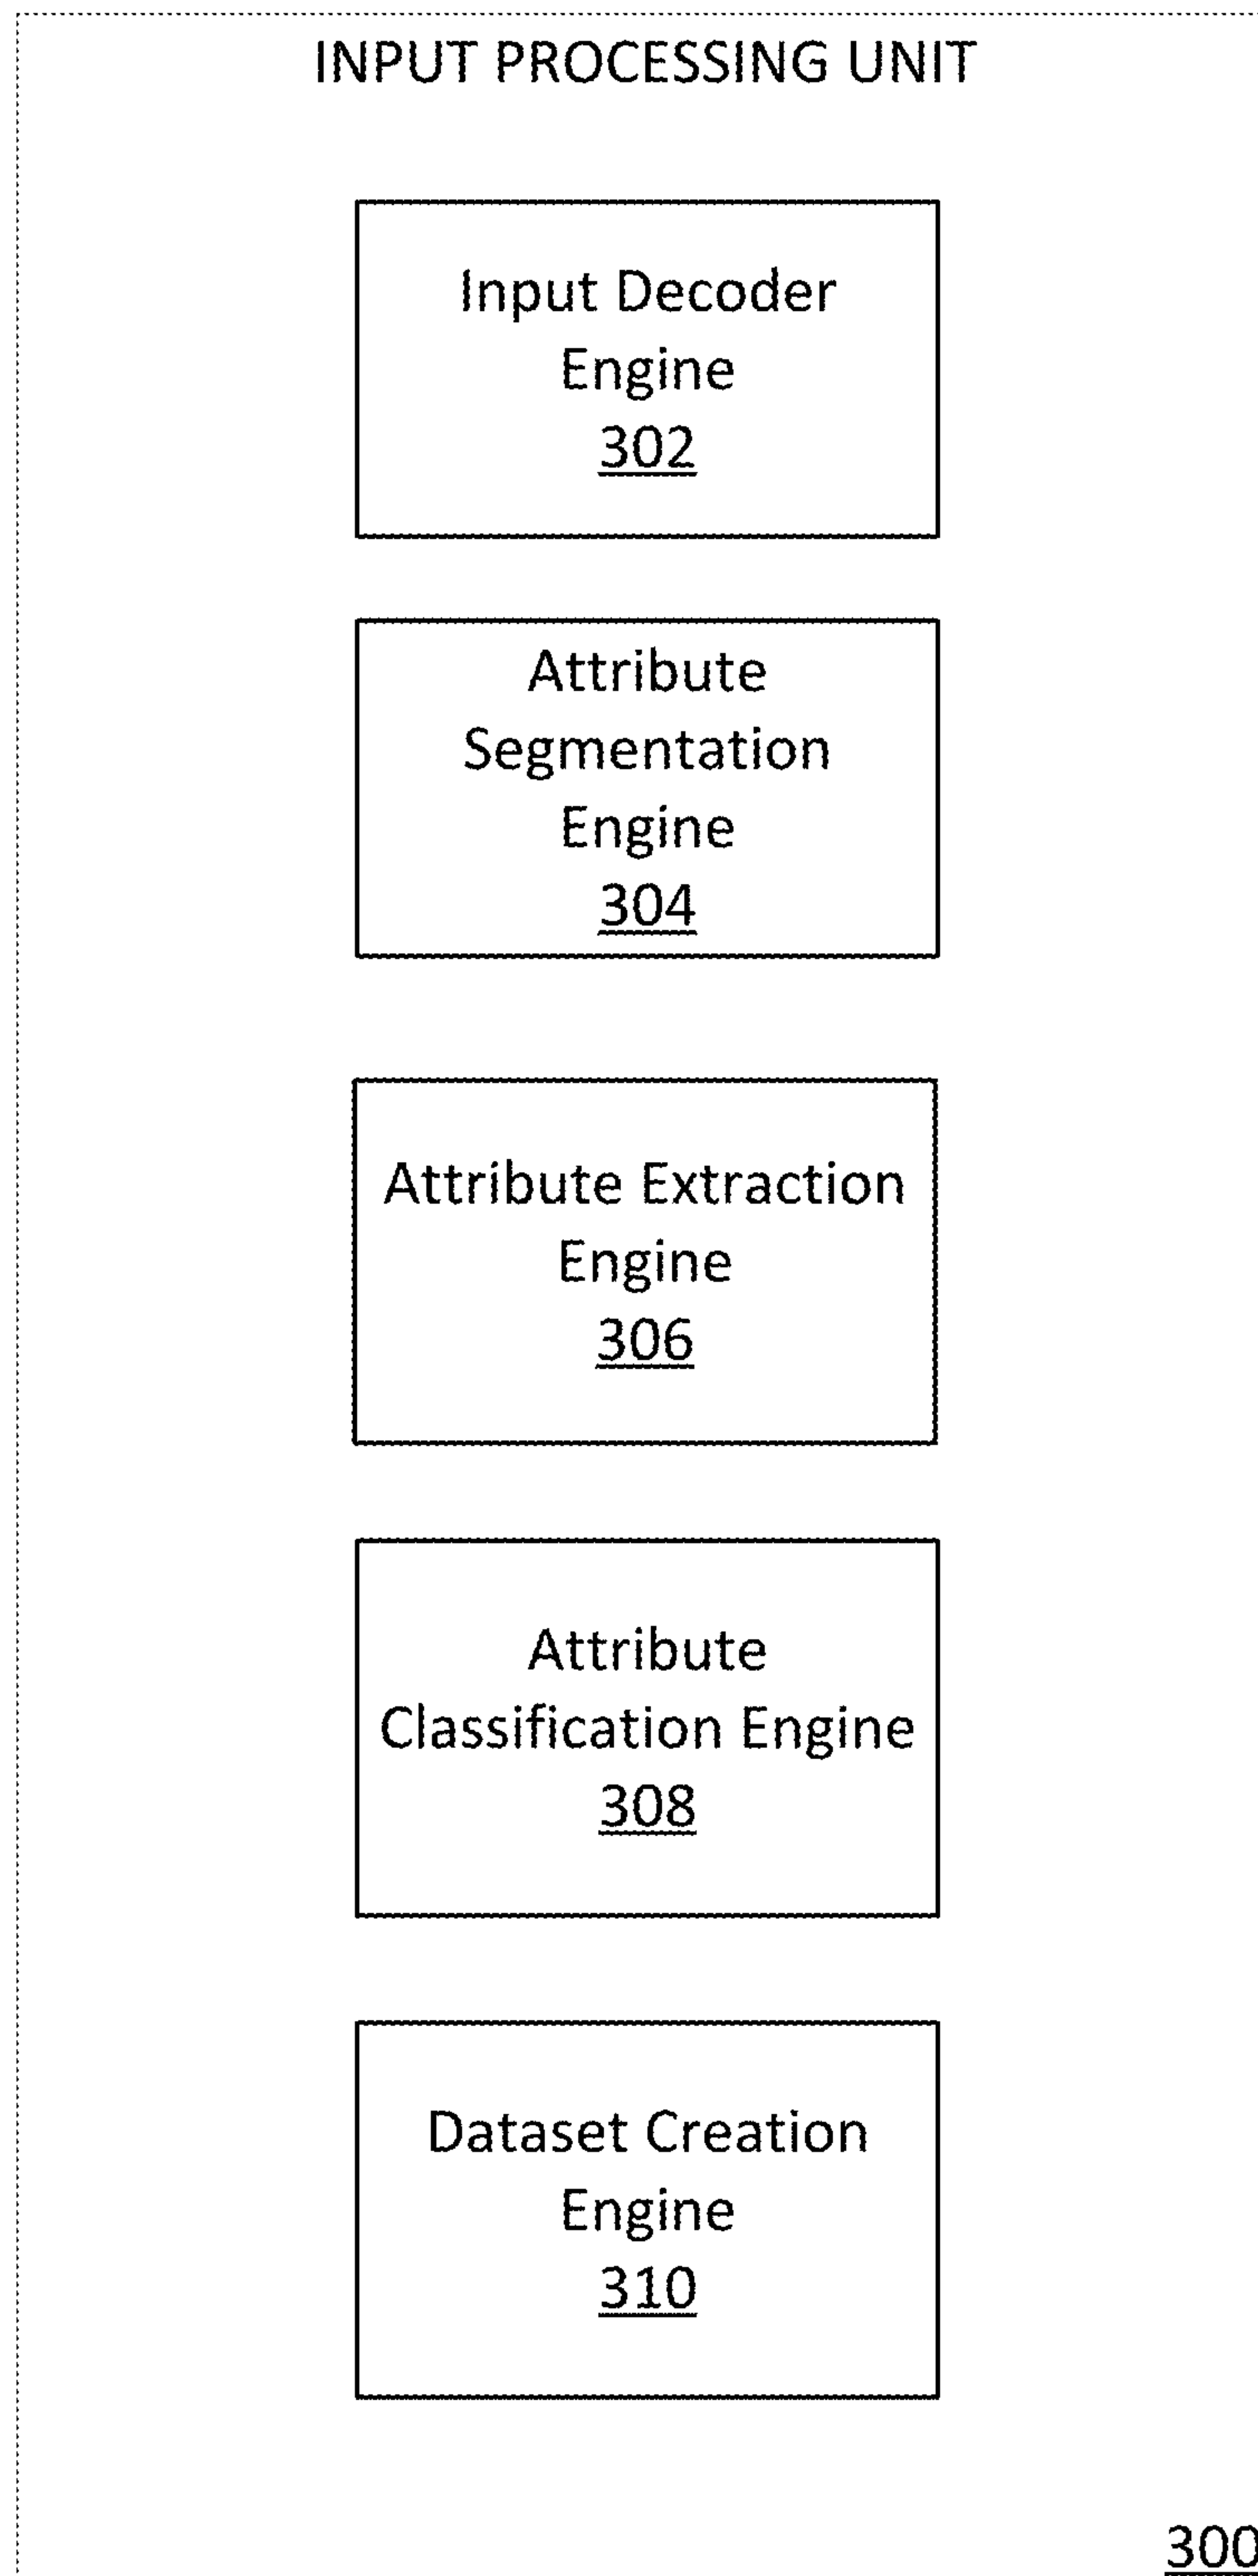 INPUT PROCESSING UNIT
Input Decoder
Engine
302
Attribute
Segmentation
Engine
304
Attribute Extraction
Engine
306
Attribute
Classification Engine
308
Dataset Creation
Engine
310
300